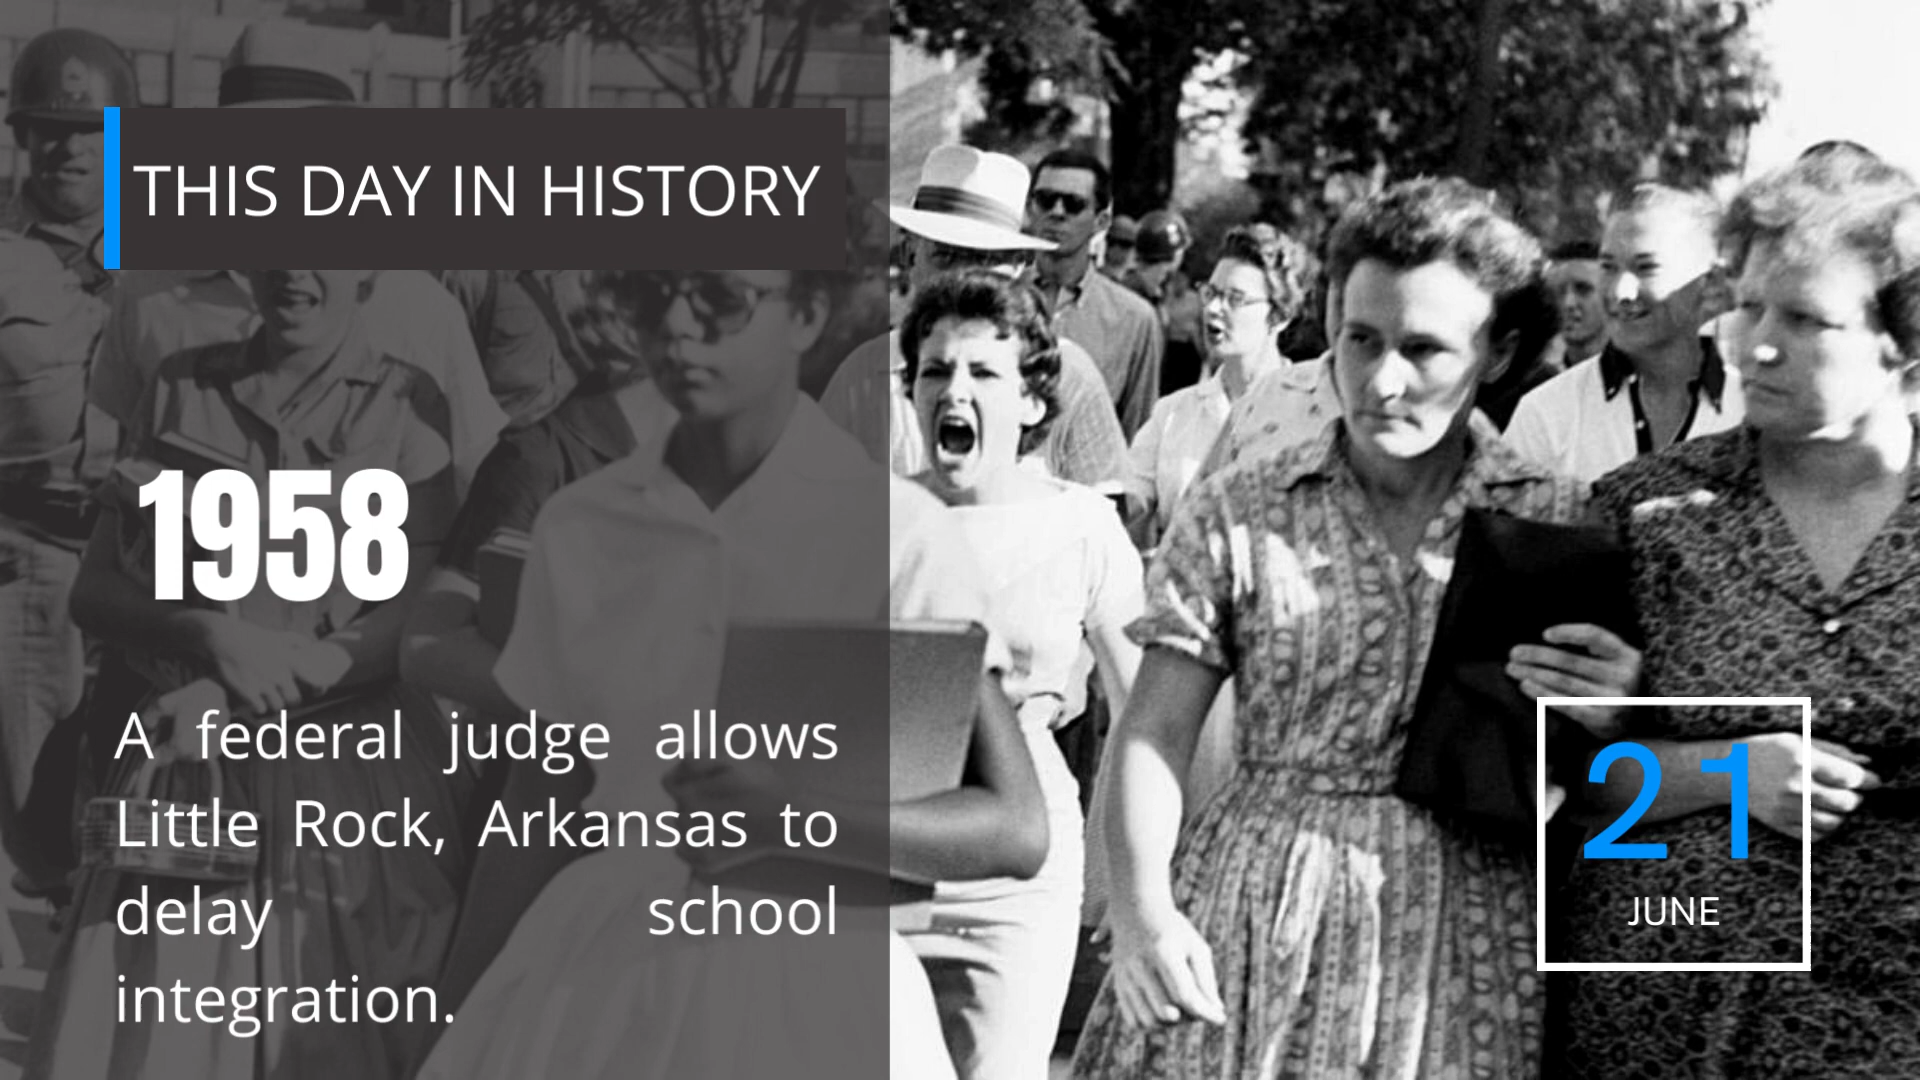 THIS DAY IN HISTORY
1958
A federal judge allows
Little Rock, Arkansas to
delay school
integration.
21
JUNE